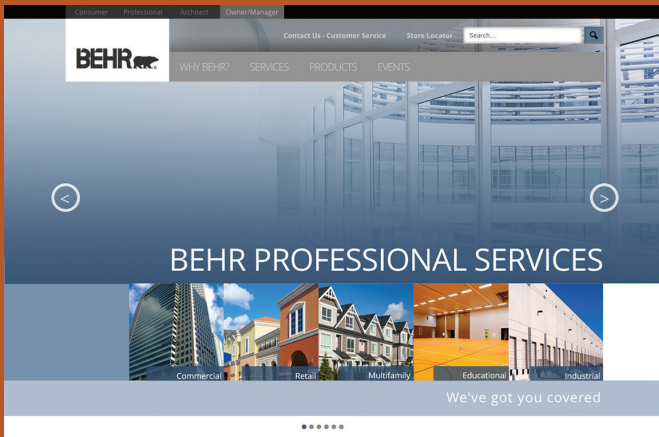 Consumer Professional Architect Owner/Manager
Contact Us - Customer Service Store Locator Search...
BEHR
WHY BEHR? SERVICES PRODUCTS EVENTS
< >
BEHR PROFESSIONAL SERVICES
Commercial Retail Multifamily Educational Industrial
We've got you covered